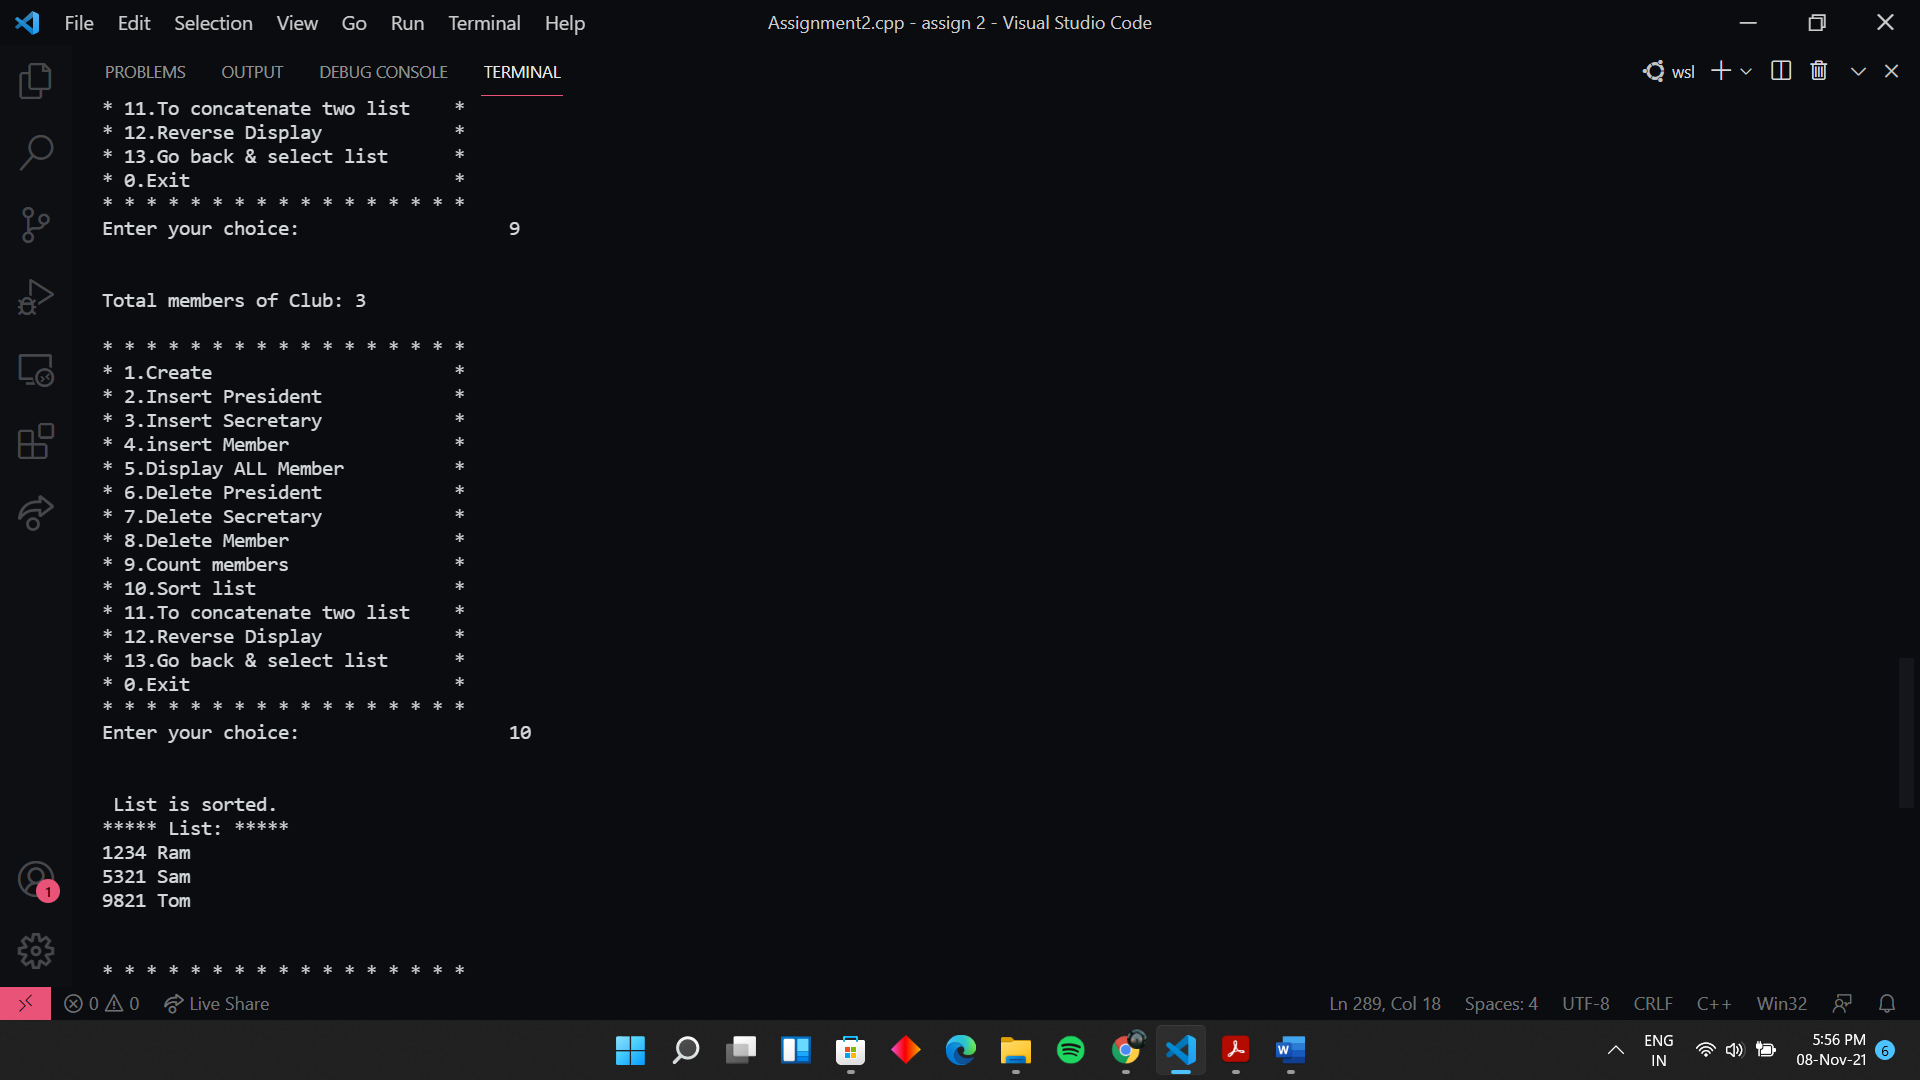 File Edit Selection View Go Run Terminal Help
Assignment2.cpp - assign 2 - Visual Studio Code
PROBLEMS OUTPUT DEBUG CONSOLE TERMINAL
wsl
* 11.To concatenate two list *
* 12.Reverse Display *
* 13.Go back & select list *
* 0.Exit *
* * * * * * * * * * * * * * * * *
Enter your choice: 9
Total members of Club: 3
* * * * * * * * * * * * * * * * *
* 1.Create *
* 2.Insert President *
* 3.Insert Secretary *
* 4.insert Member *
* 5.Display ALL Member *
* 6.Delete President *
* 7.Delete Secretary *
* 8.Delete Member *
* 9.Count members *
* 10.Sort list *
* 11.To concatenate two list *
* 12.Reverse Display *
* 13.Go back & select list *
* 0.Exit *
* * * * * * * * * * * * * * * * *
Enter your choice: 10
List is sorted.
***** List: *****
1234 Ram
5321 Sam
9821 Tom
* * * * * * * * * * * * * * * * *
1
0 0 Live Share
Ln 289, Col 18 Spaces: 4 UTF-8 CRLF C++ Win32
ENG
IN
5:56 PM
08-Nov-21
6